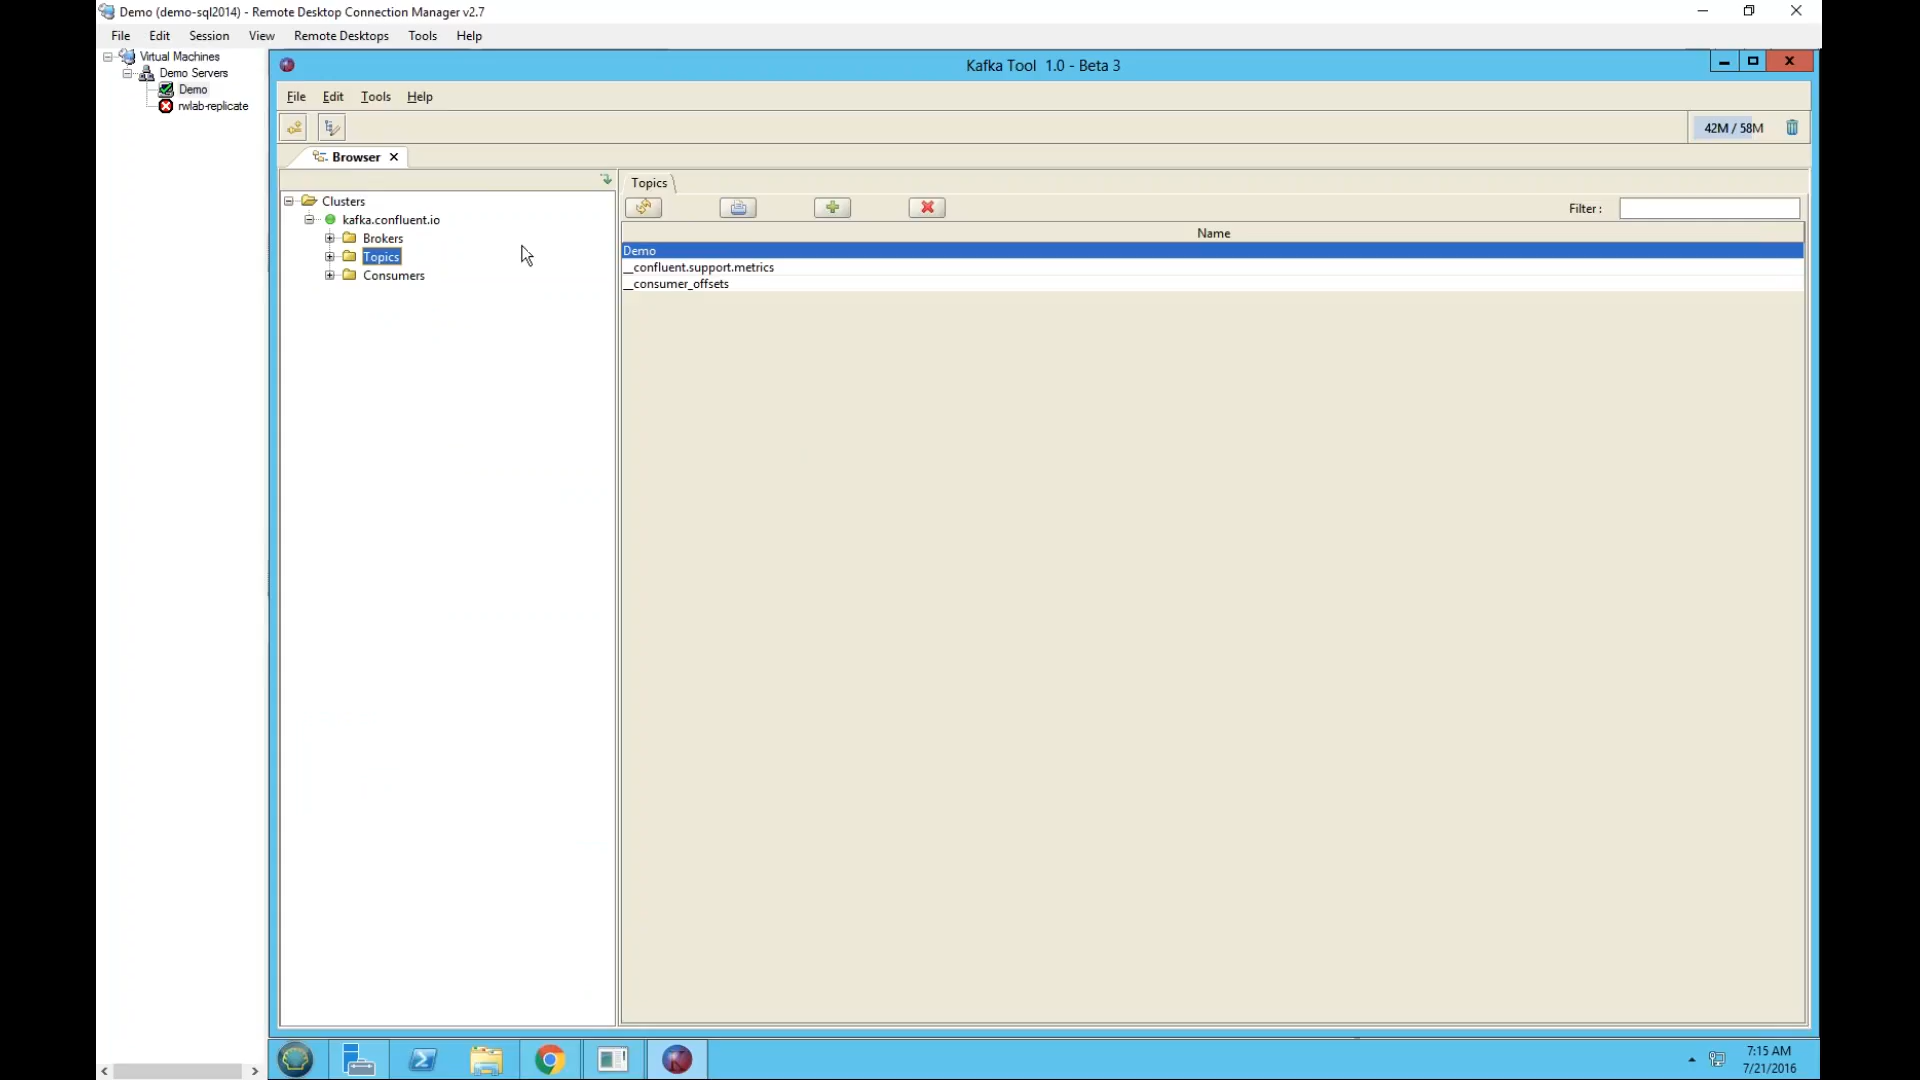 Demo (demo-sql2014) - Remote Desktop Connection Manager v2.7
File Edit Session View Remote Desktops Tools Help
Virtual Machines
Demo Servers
Demo
rwlab-replicate
Kafka Tool 1.0 - Beta 3
File Edit Tools Help
42M / 58M
Browser
Clusters
kafka.confluent.io
Brokers
Topics
Consumers
Topics
Filter :
Name
Demo
__confluent.support.metrics
__consumer_offsets
7:15 AM
7/21/2016